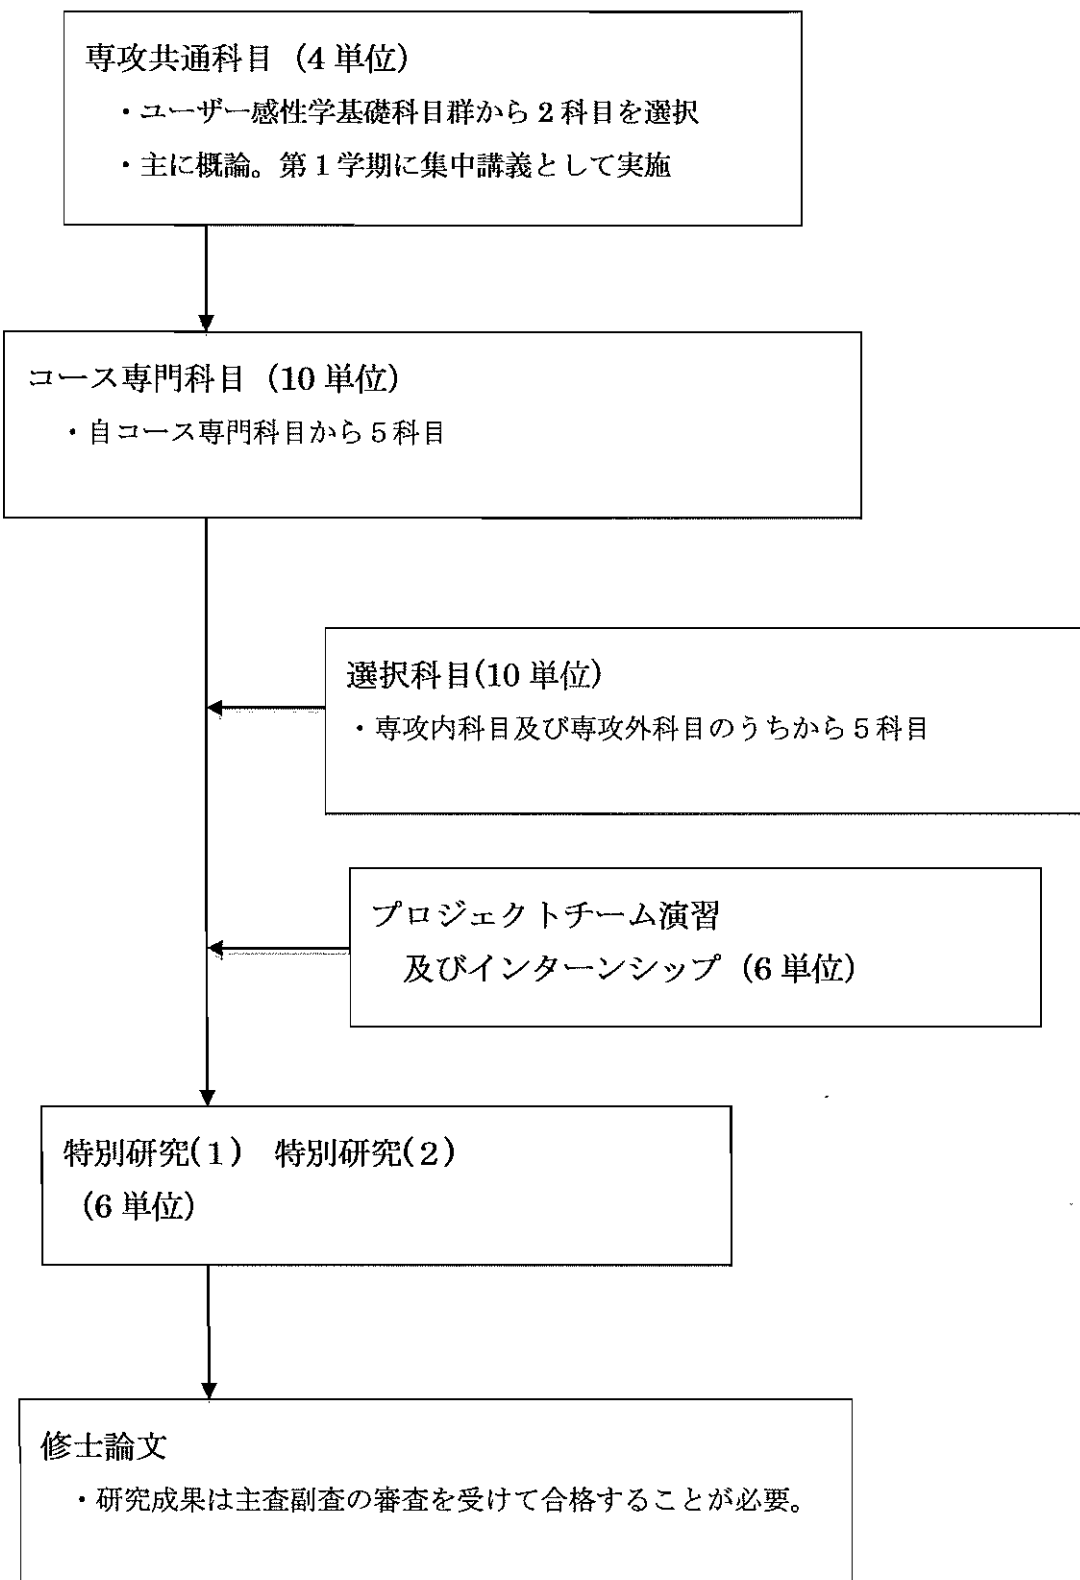 専攻共通科目（4 単位）
・ユーザー感性学基礎科目群から 2 科目を選択
・主に概論。第 1 学期に集中講義として実施
コース専門科目（10 単位）
・自コース専門科目から５科目
選択科目(10 単位)
・専攻内科目及び専攻外科目のうちから５科目
プロジェクトチーム演習
及びインターンシップ（6 単位）
特別研究(１)　特別研究(２)
（6 単位）
修士論文
・研究成果は主査副査の審査を受けて合格することが必要。